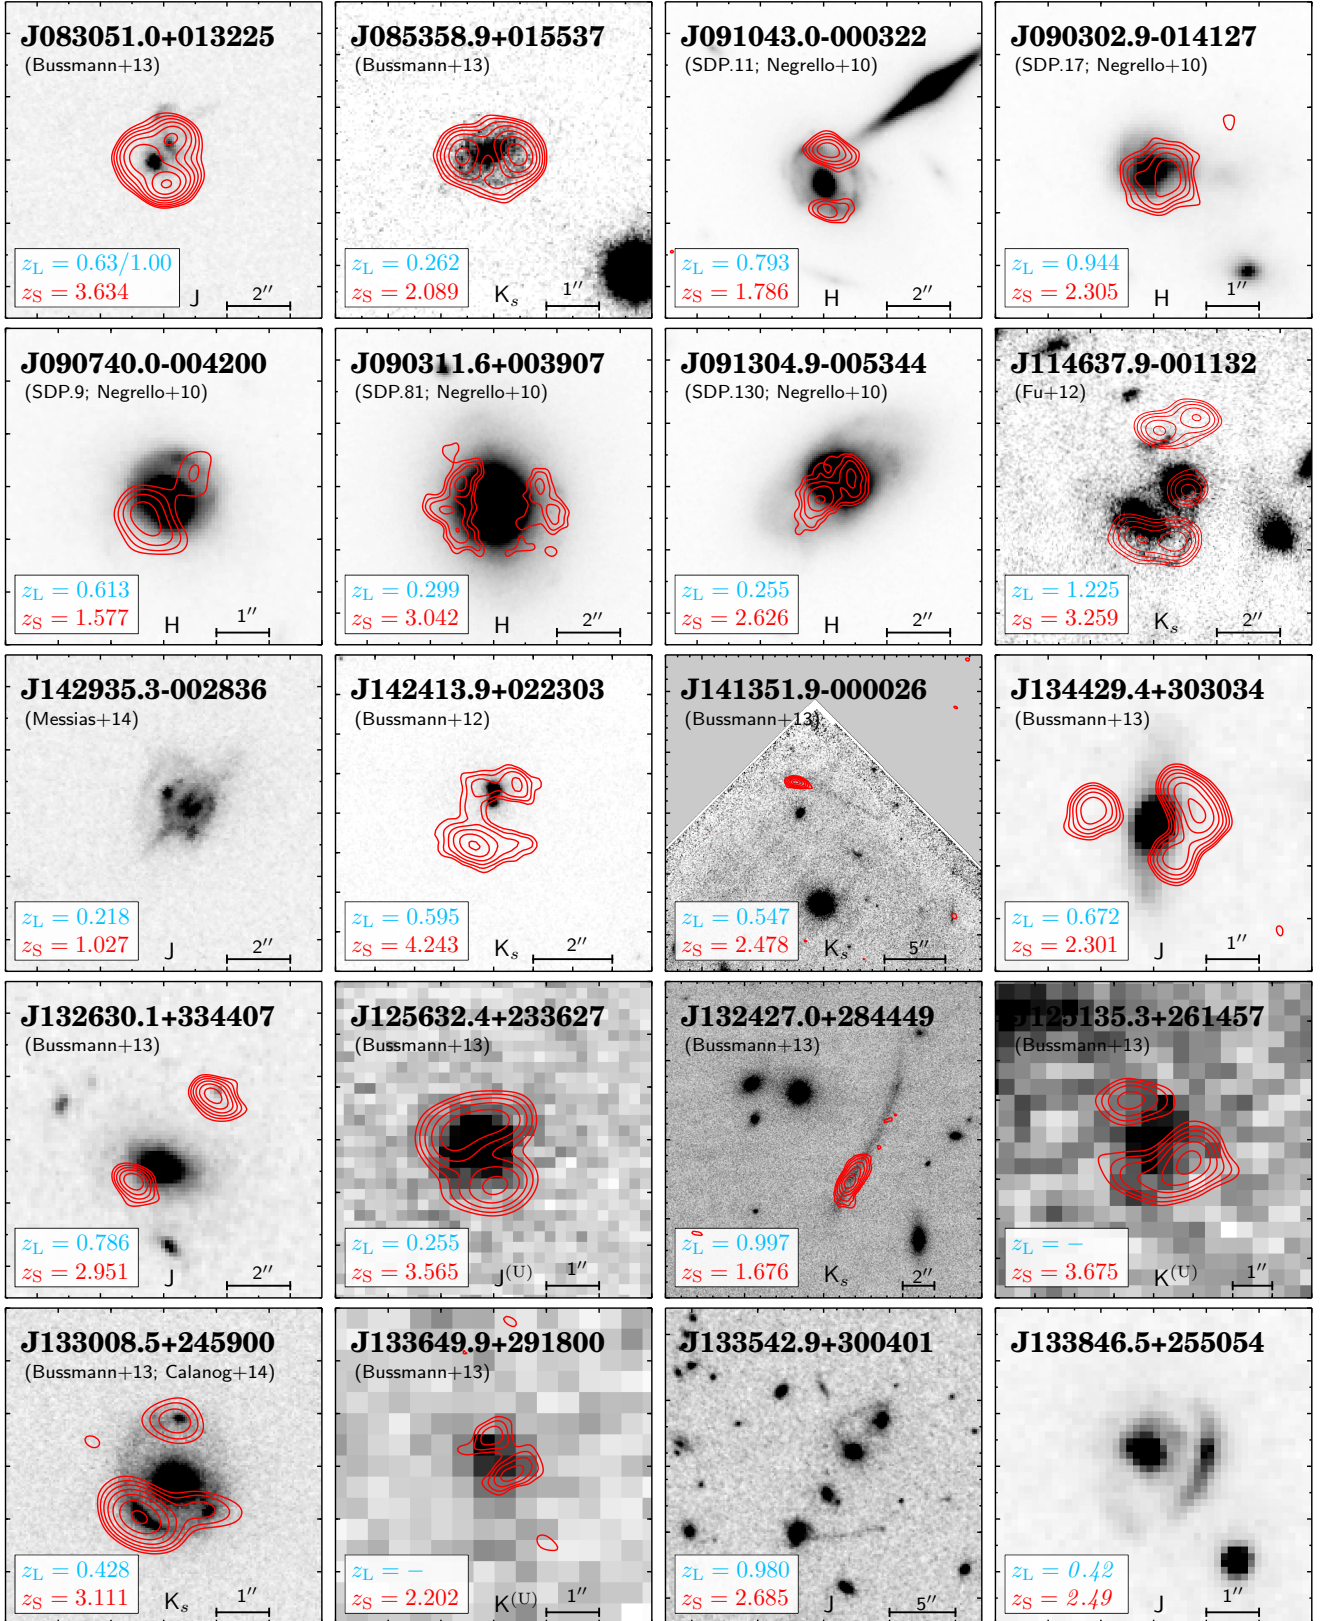 J083051.0+013225
(Bussmann+13)
zL = 0.63/1.00
zS = 3.634
J
2″
J085358.9+015537
(Bussmann+13)
zL = 0.262
zS = 2.089
Ks
1″
J091043.0-000322
(SDP.11; Negrello+10)
zL = 0.793
zS = 1.786
H
2″
J090302.9-014127
(SDP.17; Negrello+10)
zL = 0.944
zS = 2.305
H
1″
J090740.0-004200
(SDP.9; Negrello+10)
zL = 0.613
zS = 1.577
H
1″
J090311.6+003907
(SDP.81; Negrello+10)
zL = 0.299
zS = 3.042
H
2″
J091304.9-005344
(SDP.130; Negrello+10)
zL = 0.255
zS = 2.626
H
2″
J114637.9-001132
(Fu+12)
zL = 1.225
zS = 3.259
Ks
2″
J142935.3-002836
(Messias+14)
zL = 0.218
zS = 1.027
J
2″
J142413.9+022303
(Bussmann+12)
zL = 0.595
zS = 4.243
Ks
2″
J141351.9-000026
(Bussmann+13)
zL = 0.547
zS = 2.478
Ks
5″
J134429.4+303034
(Bussmann+13)
zL = 0.672
zS = 2.301
J
1″
J132630.1+334407
(Bussmann+13)
zL = 0.786
zS = 2.951
J
2″
J125632.4+233627
(Bussmann+13)
zL = 0.255
zS = 3.565
J(U)
1″
J132427.0+284449
(Bussmann+13)
zL = 0.997
zS = 1.676
Ks
2″
J125135.3+261457
(Bussmann+13)
zL = −
zS = 3.675
K(U)
1″
J133008.5+245900
(Bussmann+13; Calanog+14)
zL = 0.428
zS = 3.111
Ks
1″
J133649.9+291800
(Bussmann+13)
zL = −
zS = 2.202
K(U)
1″
J133542.9+300401
zL = 0.980
zS = 2.685
J
5″
J133846.5+255054
zL = 0.42
zS = 2.49
J
1″